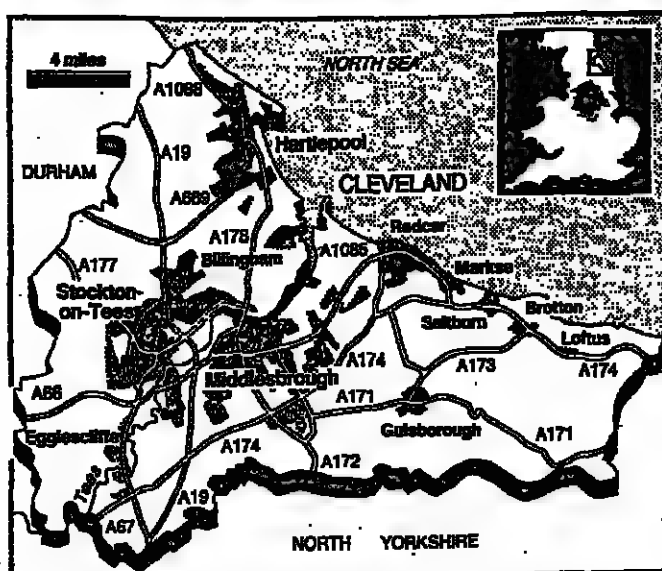 4 miles
NORTH SEA
A1086
Hartlepool
A19
DURHAM
A689
CLEVELAND
A178
Redcar
Billingham
A1085
A177
Marske
Stockton-
on-Tees
Brotton
Saltburn
Loftus
A174
A173
A174
A66
Middlesbrough
A171
Egglescliffe
Guisborough
A174
A171
A172
Tees
A19
A67
NORTH YORKSHIRE